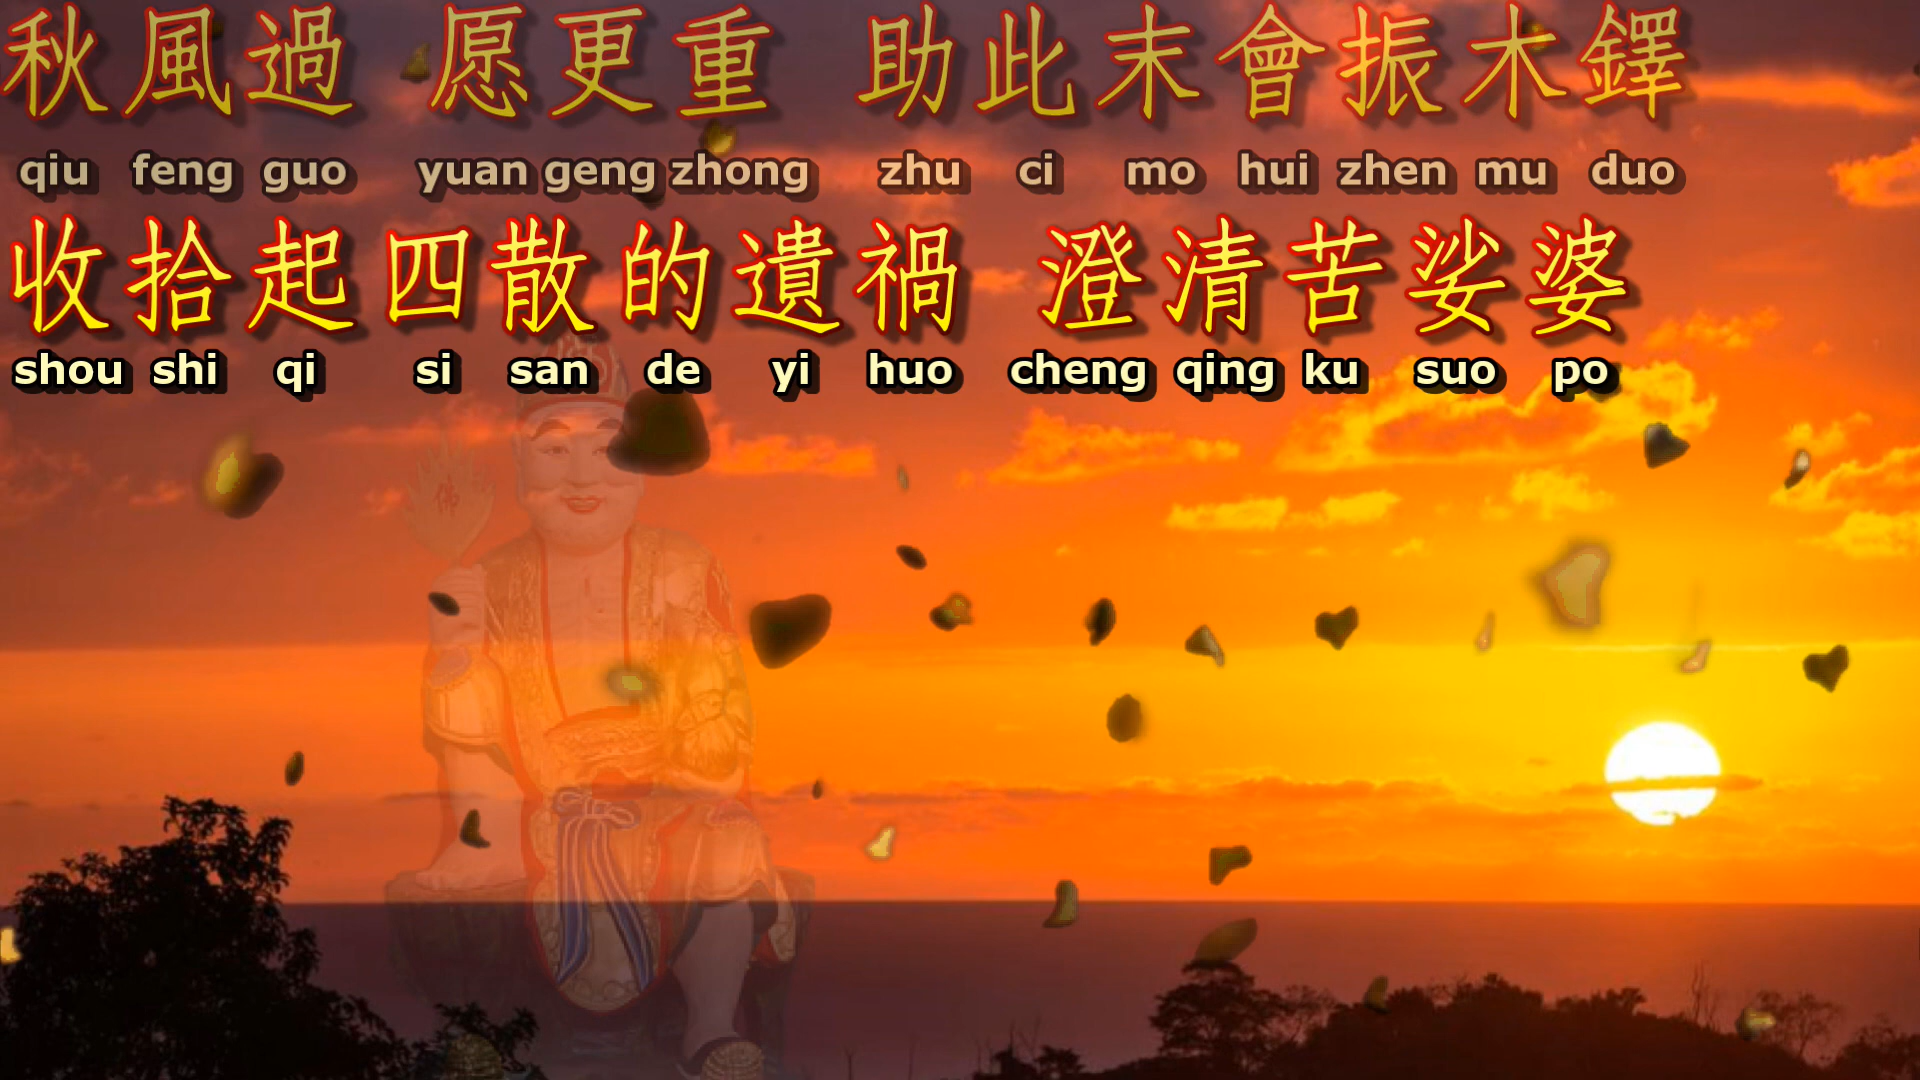 秋風過 愿更重 助此末會振木鐸
qiu feng guo yuan geng zhong zhu ci mo hui zhen mu duo
收拾起四散的遺禍 澄清苦娑婆
shou shi qi si san de yi huo cheng qing ku suo po
佛